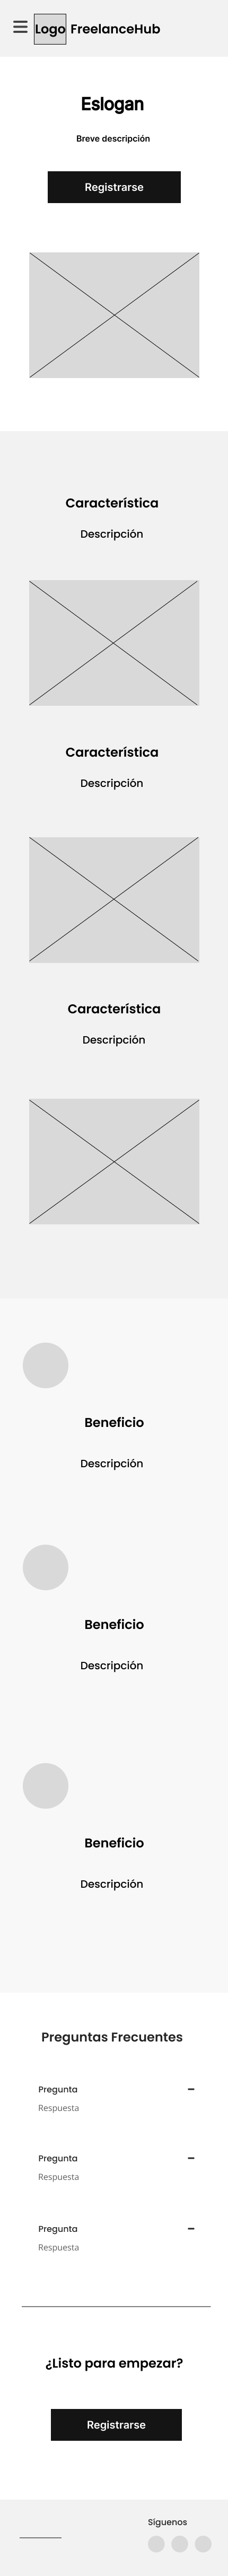 Logo FreelanceHub
Eslogan
Breve descripción
Registrarse
Característica
Descripción
Característica
Descripción
Característica
Descripción
Beneficio
Descripción
Beneficio
Descripción
Beneficio
Descripción
Preguntas Frecuentes
Pregunta
Respuesta
Pregunta
Respuesta
Pregunta
Respuesta
¿Listo para empezar?
Registrarse
Síguenos